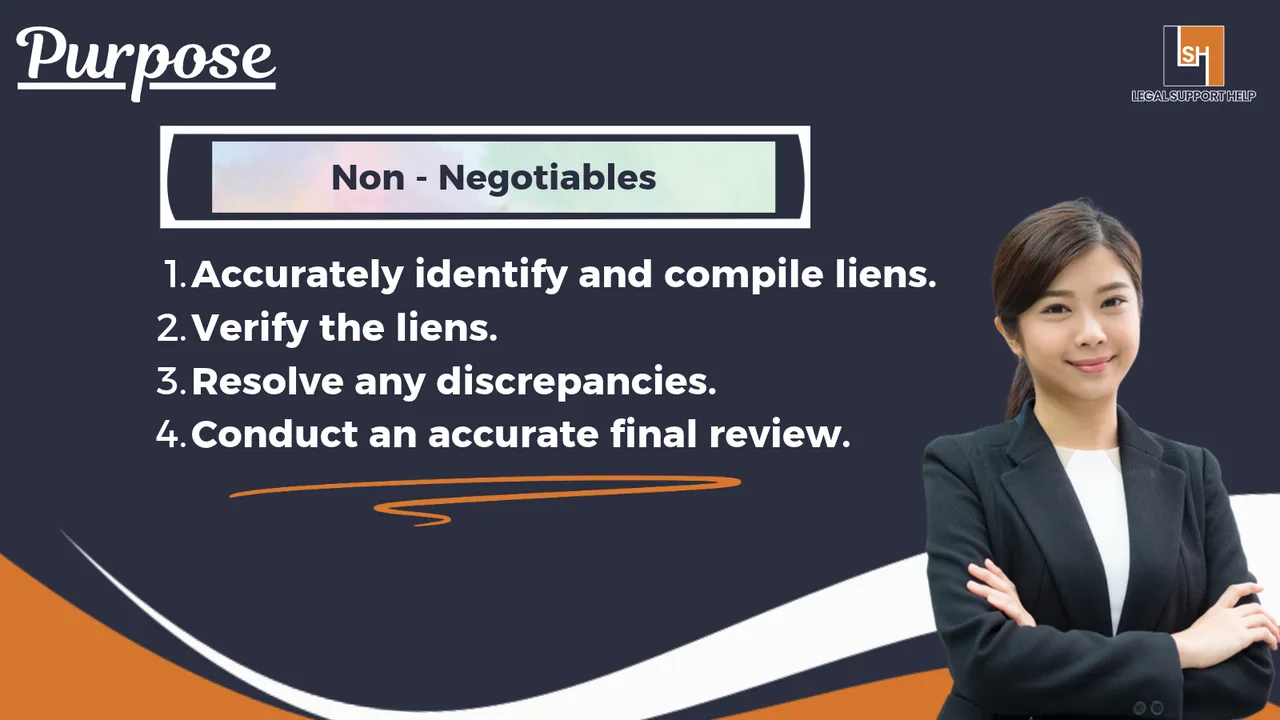 Purpose
LSH
LEGAL SUPPORT HELP
Non - Negotiables
1. Accurately identify and compile liens.
2. Verify the liens.
3. Resolve any discrepancies.
4. Conduct an accurate final review.